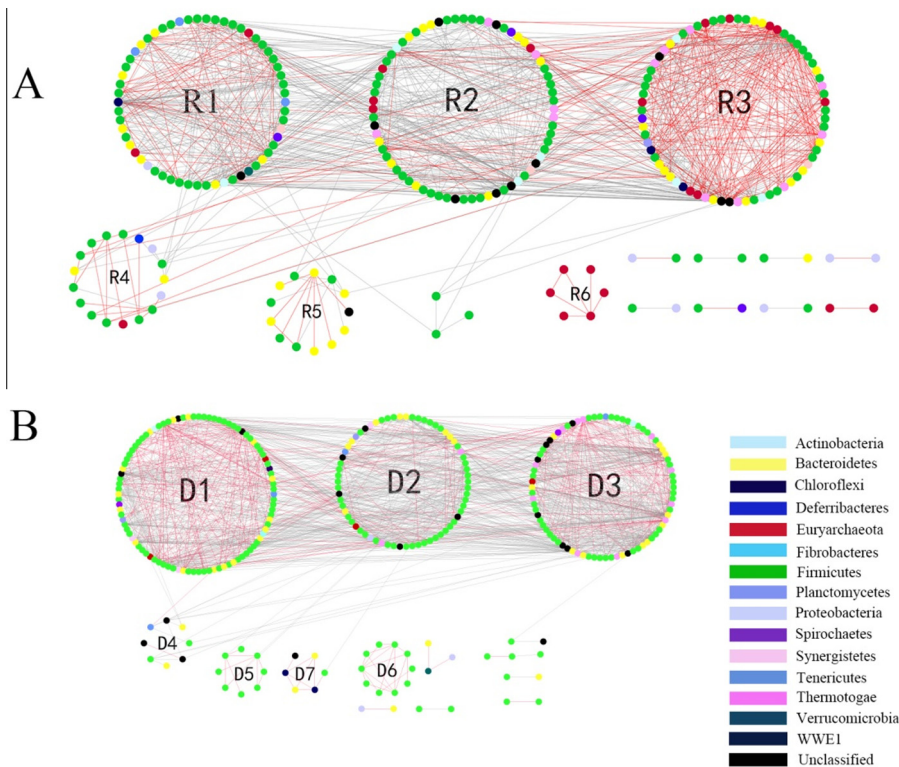 A
R1
R2
R3
R4
R5
R6
B
D1
D2
D3
D4
D5
D7
D6
Actinobacteria
Bacteroidetes
Chloroflexi
Deferribacteres
Euryarchaeota
Fibrobacteres
Firmicutes
Planctomycetes
Proteobacteria
Spirochaetes
Synergistetes
Tenericutes
Thermotogae
Verrucomicrobia
WWE1
Unclassified